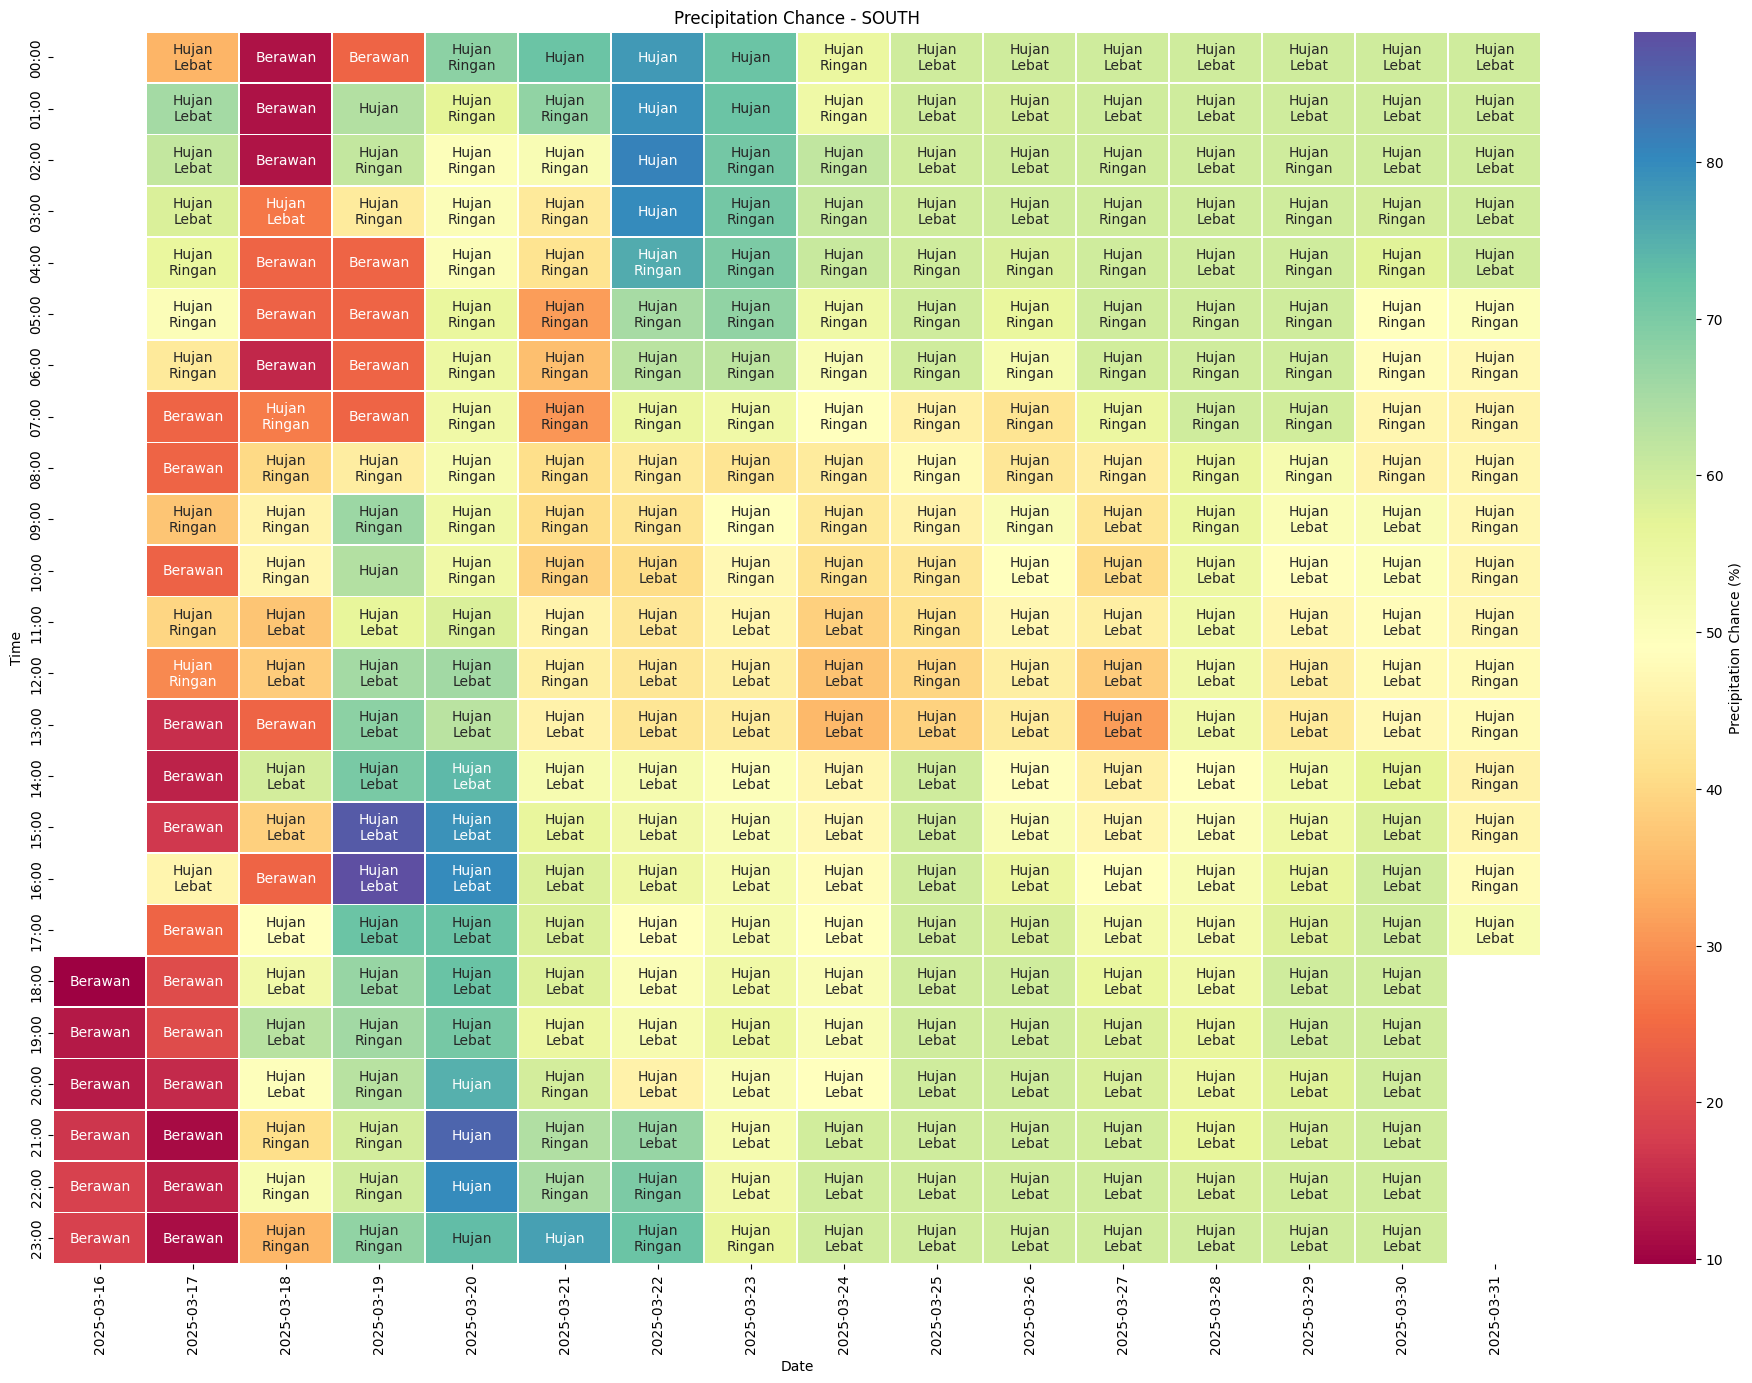 Precipitation Chance - SOUTH
00:00 Hujan Lebat Berawan Berawan Hujan Ringan Hujan Hujan Hujan Hujan Ringan Hujan Lebat Hujan Lebat Hujan Lebat Hujan Lebat Hujan Lebat Hujan Lebat Hujan Lebat
01:00 Hujan Lebat Berawan Hujan Hujan Ringan Hujan Ringan Hujan Hujan Hujan Ringan Hujan Lebat Hujan Lebat Hujan Lebat Hujan Lebat Hujan Lebat Hujan Lebat Hujan Lebat
02:00 Hujan Lebat Berawan Hujan Ringan Hujan Ringan Hujan Ringan Hujan Hujan Ringan Hujan Ringan Hujan Lebat Hujan Lebat Hujan Ringan Hujan Lebat Hujan Ringan Hujan Lebat Hujan Lebat
03:00 Hujan Lebat Hujan Lebat Hujan Ringan Hujan Ringan Hujan Ringan Hujan Hujan Ringan Hujan Ringan Hujan Lebat Hujan Lebat Hujan Ringan Hujan Lebat Hujan Ringan Hujan Ringan Hujan Lebat
04:00 Hujan Ringan Berawan Berawan Hujan Ringan Hujan Ringan Hujan Ringan Hujan Ringan Hujan Ringan Hujan Ringan Hujan Ringan Hujan Ringan Hujan Lebat Hujan Ringan Hujan Ringan Hujan Lebat
05:00 Hujan Ringan Berawan Berawan Hujan Ringan Hujan Ringan Hujan Ringan Hujan Ringan Hujan Ringan Hujan Ringan Hujan Ringan Hujan Ringan Hujan Ringan Hujan Ringan Hujan Ringan Hujan Ringan
06:00 Hujan Ringan Berawan Berawan Hujan Ringan Hujan Ringan Hujan Ringan Hujan Ringan Hujan Ringan Hujan Ringan Hujan Ringan Hujan Ringan Hujan Ringan Hujan Ringan Hujan Ringan Hujan Ringan
07:00 Berawan Hujan Ringan Berawan Hujan Ringan Hujan Ringan Hujan Ringan Hujan Ringan Hujan Ringan Hujan Ringan Hujan Ringan Hujan Ringan Hujan Ringan Hujan Ringan Hujan Ringan Hujan Ringan
08:00 Berawan Hujan Ringan Hujan Ringan Hujan Ringan Hujan Ringan Hujan Ringan Hujan Ringan Hujan Ringan Hujan Ringan Hujan Ringan Hujan Ringan Hujan Ringan Hujan Ringan Hujan Ringan Hujan Ringan
09:00 Hujan Ringan Hujan Ringan Hujan Ringan Hujan Ringan Hujan Ringan Hujan Ringan Hujan Ringan Hujan Ringan Hujan Ringan Hujan Ringan Hujan Lebat Hujan Ringan Hujan Lebat Hujan Lebat Hujan Ringan
10:00 Berawan Hujan Ringan Hujan Hujan Ringan Hujan Ringan Hujan Lebat Hujan Ringan Hujan Ringan Hujan Ringan Hujan Lebat Hujan Lebat Hujan Lebat Hujan Lebat Hujan Lebat Hujan Ringan
11:00 Hujan Ringan Hujan Lebat Hujan Lebat Hujan Ringan Hujan Ringan Hujan Lebat Hujan Lebat Hujan Lebat Hujan Ringan Hujan Lebat Hujan Lebat Hujan Lebat Hujan Lebat Hujan Lebat Hujan Ringan
12:00 Hujan Ringan Hujan Lebat Hujan Lebat Hujan Lebat Hujan Ringan Hujan Lebat Hujan Lebat Hujan Lebat Hujan Ringan Hujan Lebat Hujan Lebat Hujan Lebat Hujan Lebat Hujan Lebat Hujan Ringan
13:00 Berawan Berawan Hujan Lebat Hujan Lebat Hujan Lebat Hujan Lebat Hujan Lebat Hujan Lebat Hujan Lebat Hujan Lebat Hujan Lebat Hujan Lebat Hujan Lebat Hujan Lebat Hujan Ringan
14:00 Berawan Hujan Lebat Hujan Lebat Hujan Lebat Hujan Lebat Hujan Lebat Hujan Lebat Hujan Lebat Hujan Lebat Hujan Lebat Hujan Lebat Hujan Lebat Hujan Lebat Hujan Lebat Hujan Ringan
15:00 Berawan Hujan Lebat Hujan Lebat Hujan Lebat Hujan Lebat Hujan Lebat Hujan Lebat Hujan Lebat Hujan Lebat Hujan Lebat Hujan Lebat Hujan Lebat Hujan Lebat Hujan Lebat Hujan Ringan
16:00 Hujan Lebat Berawan Hujan Lebat Hujan Lebat Hujan Lebat Hujan Lebat Hujan Lebat Hujan Lebat Hujan Lebat Hujan Lebat Hujan Lebat Hujan Lebat Hujan Lebat Hujan Lebat Hujan Ringan
17:00 Berawan Hujan Lebat Hujan Lebat Hujan Lebat Hujan Lebat Hujan Lebat Hujan Lebat Hujan Lebat Hujan Lebat Hujan Lebat Hujan Lebat Hujan Lebat Hujan Lebat Hujan Lebat Hujan Lebat
18:00 Berawan Berawan Hujan Lebat Hujan Lebat Hujan Lebat Hujan Lebat Hujan Lebat Hujan Lebat Hujan Lebat Hujan Lebat Hujan Lebat Hujan Lebat Hujan Lebat Hujan Lebat Hujan Lebat
19:00 Berawan Berawan Hujan Lebat Hujan Ringan Hujan Lebat Hujan Lebat Hujan Lebat Hujan Lebat Hujan Lebat Hujan Lebat Hujan Lebat Hujan Lebat Hujan Lebat Hujan Lebat Hujan Lebat
20:00 Berawan Berawan Hujan Lebat Hujan Ringan Hujan Hujan Ringan Hujan Lebat Hujan Lebat Hujan Lebat Hujan Lebat Hujan Lebat Hujan Lebat Hujan Lebat Hujan Lebat Hujan Lebat
21:00 Berawan Berawan Hujan Ringan Hujan Ringan Hujan Hujan Ringan Hujan Lebat Hujan Lebat Hujan Lebat Hujan Lebat Hujan Lebat Hujan Lebat Hujan Lebat Hujan Lebat Hujan Lebat
22:00 Berawan Berawan Hujan Ringan Hujan Ringan Hujan Hujan Ringan Hujan Ringan Hujan Lebat Hujan Lebat Hujan Lebat Hujan Lebat Hujan Lebat Hujan Lebat Hujan Lebat Hujan Lebat
23:00 Berawan Berawan Hujan Ringan Hujan Ringan Hujan Hujan Hujan Ringan Hujan Ringan Hujan Lebat Hujan Lebat Hujan Lebat Hujan Lebat Hujan Lebat Hujan Lebat Hujan Lebat
2025-03-16 2025-03-17 2025-03-18 2025-03-19 2025-03-20 2025-03-21 2025-03-22 2025-03-23 2025-03-24 2025-03-25 2025-03-26 2025-03-27 2025-03-28 2025-03-29 2025-03-30 2025-03-31
Date
Time
80
70
60
50
40
30
20
10
Precipitation Chance (%)